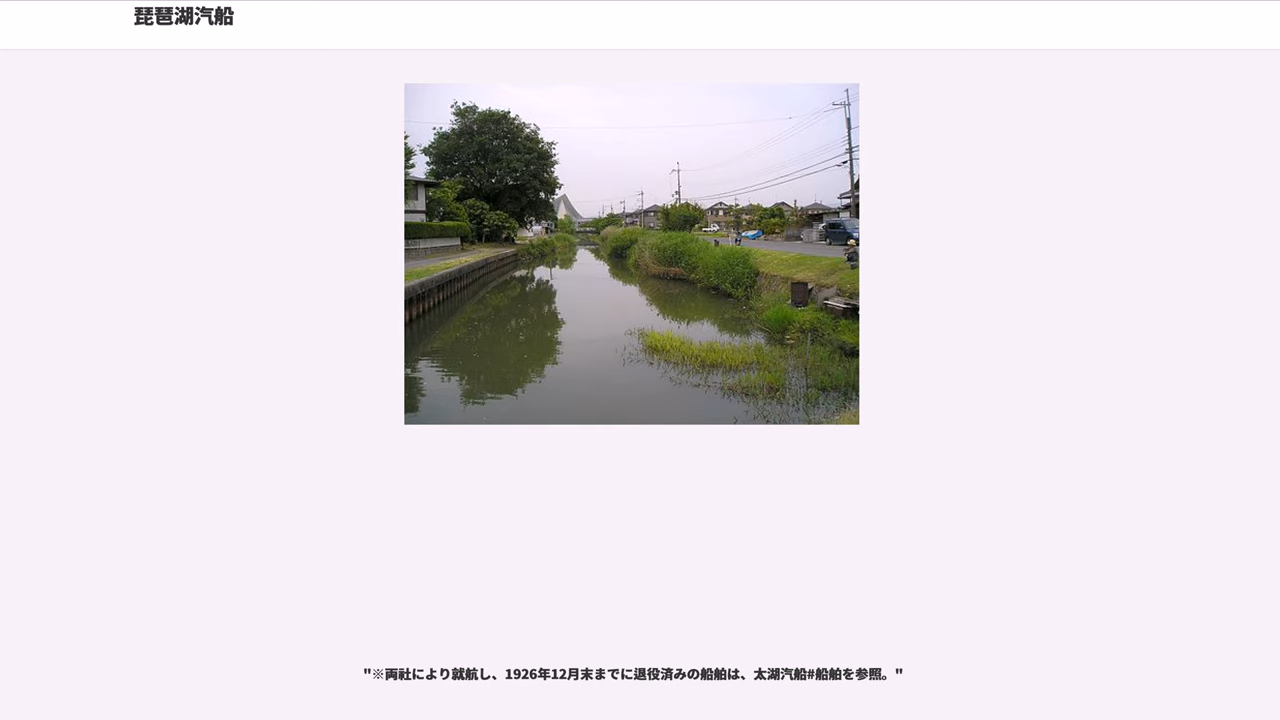 琵琶湖汽船
"※両社により就航し、1926年12月末までに退役済みの船舶は、太湖汽船#船舶を参照。"